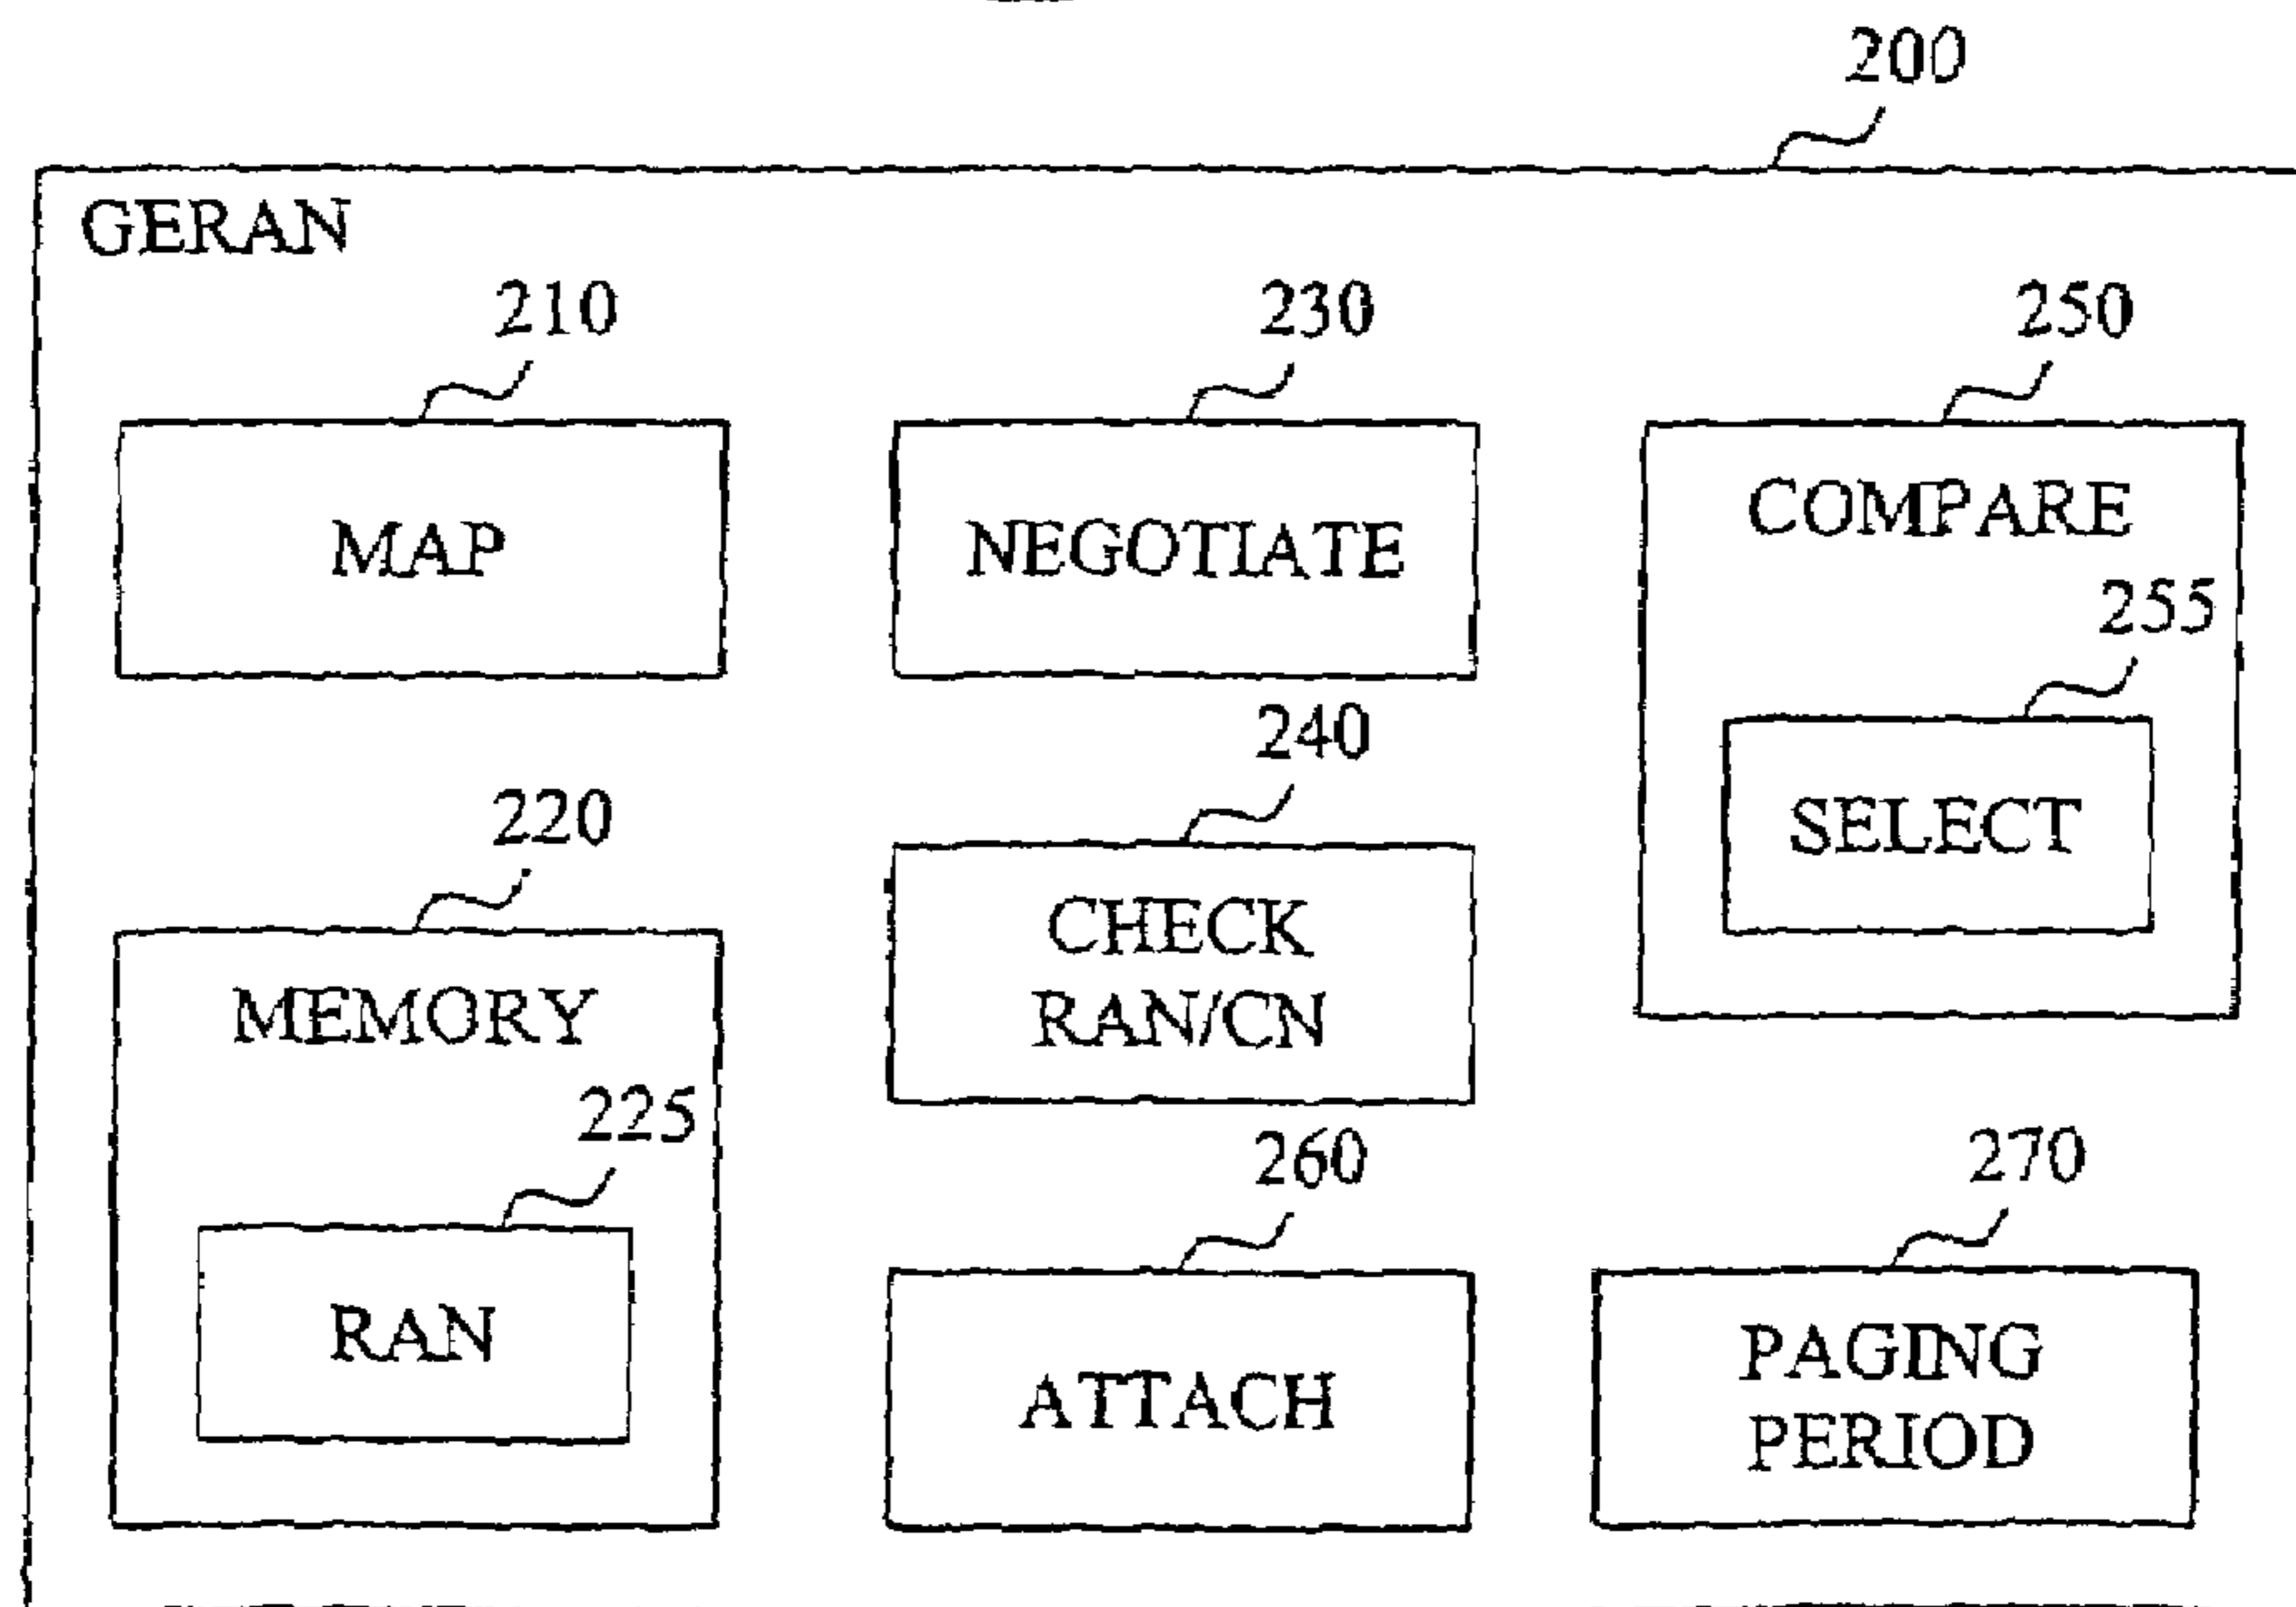 200
GERAN
210
230
250
MAP
NEGOTIATE
COMPARE
255
SELECT
240
220
CHECK
RAN/CN
MEMORY
225
RAN
260
270
ATTACH
PAGING
PERIOD